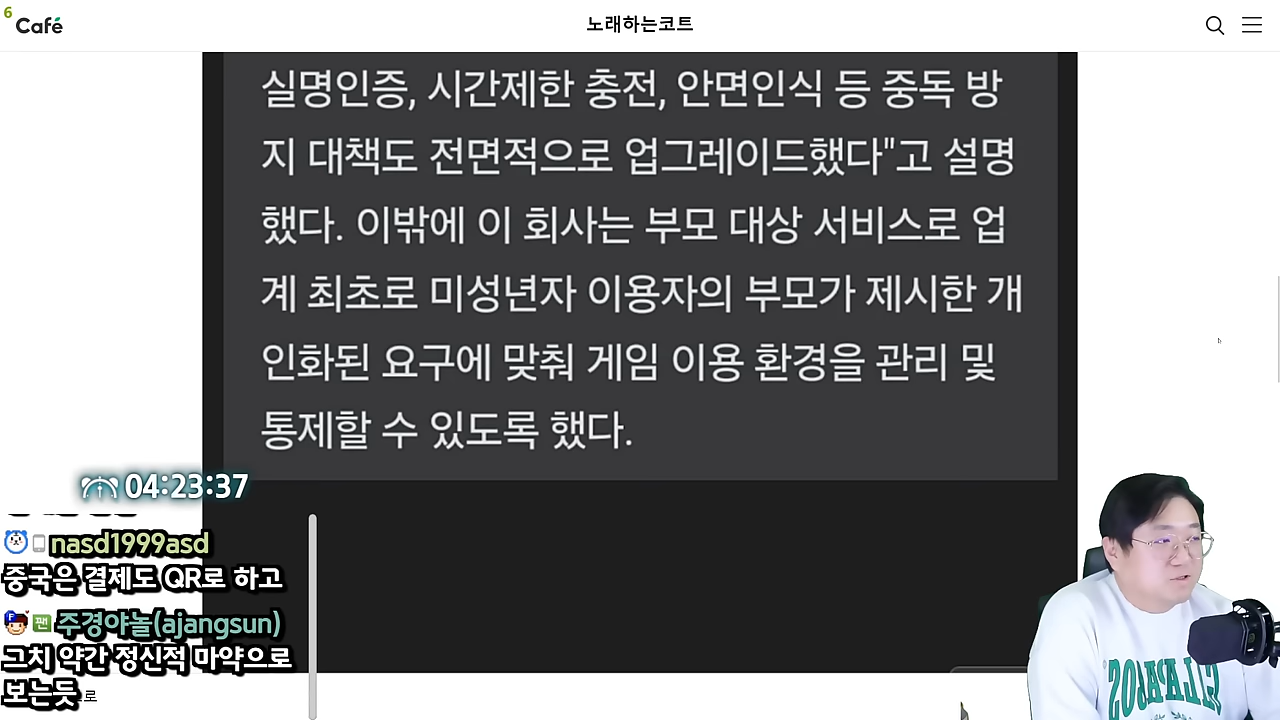 6
Café
노래하는코트
실명인증, 시간제한 충전, 안면인식 등 중독 방
지 대책도 전면적으로 업그레이드했다"고 설명
했다. 이밖에 이 회사는 부모 대상 서비스로 업
계 최초로 미성년자 이용자의 부모가 제시한 개
인화된 요구에 맞춰 게임 이용 환경을 관리 및
통제할 수 있도록 했다.
04:23:37
nasd1999asd
중국은 결제도 QR로 하고
팬 주경야놀(ajangsun)
그치 약간 정신적 마약으로
보는듯
로